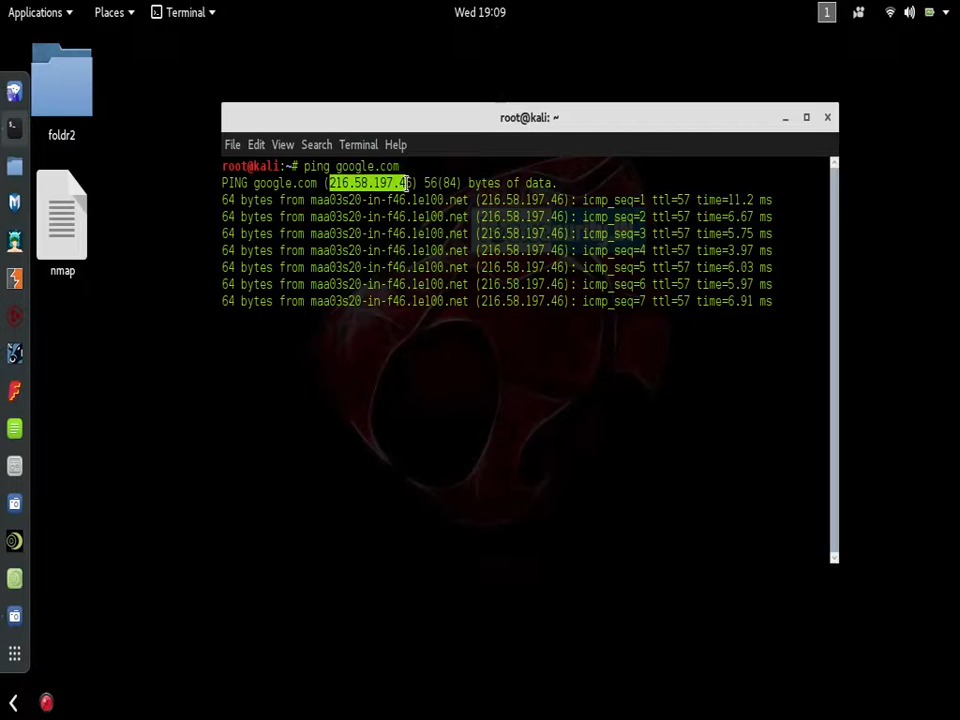 Applications Places Terminal Wed 19:09 1
foldr2
nmap
root@kali: ~
File Edit View Search Terminal Help
root@kali:~# ping google.com
PING google.com (216.58.197.46) 56(84) bytes of data.
64 bytes from maa03s20-in-f46.1e100.net (216.58.197.46): icmp_seq=1 ttl=57 time=11.2 ms
64 bytes from maa03s20-in-f46.1e100.net (216.58.197.46): icmp_seq=2 ttl=57 time=6.67 ms
64 bytes from maa03s20-in-f46.1e100.net (216.58.197.46): icmp_seq=3 ttl=57 time=5.75 ms
64 bytes from maa03s20-in-f46.1e100.net (216.58.197.46): icmp_seq=4 ttl=57 time=3.97 ms
64 bytes from maa03s20-in-f46.1e100.net (216.58.197.46): icmp_seq=5 ttl=57 time=6.03 ms
64 bytes from maa03s20-in-f46.1e100.net (216.58.197.46): icmp_seq=6 ttl=57 time=5.97 ms
64 bytes from maa03s20-in-f46.1e100.net (216.58.197.46): icmp_seq=7 ttl=57 time=6.91 ms